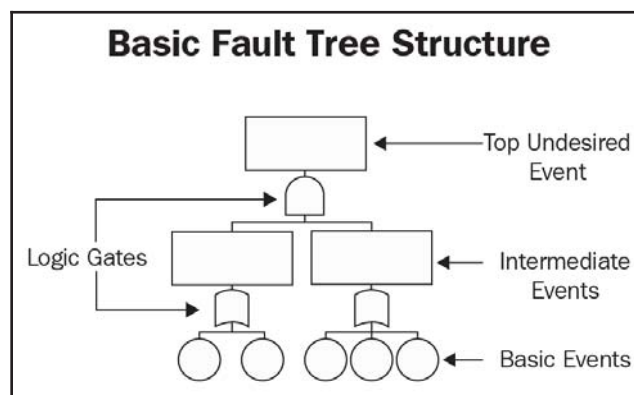 Basic Fault Tree Structure
Top Undesired
Event
Logic Gates
Intermediate
Events
Basic Events